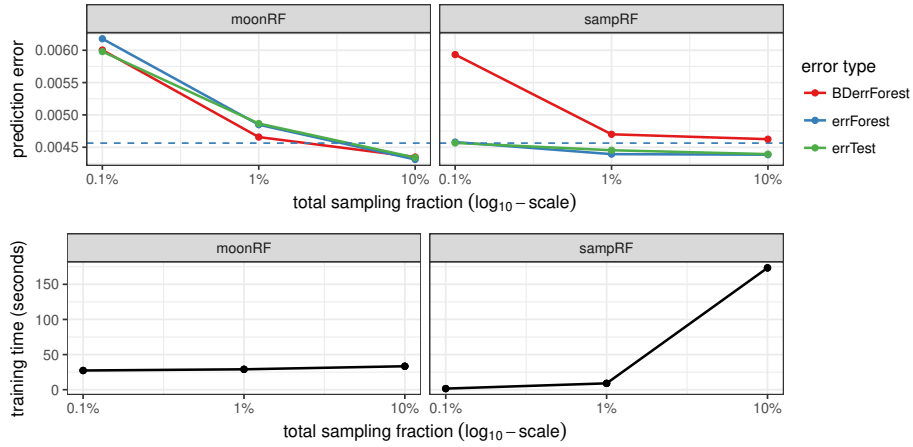 moonRF
sampRF
prediction error
0.0060
0.0055
0.0050
0.0045
0.1%
1%
10%
0.1%
1%
10%
total sampling fraction (log₁₀−scale)
error type
BDerrForest
errForest
errTest
moonRF
sampRF
training time (seconds)
150
100
50
0
0.1%
1%
10%
0.1%
1%
10%
total sampling fraction (log₁₀−scale)